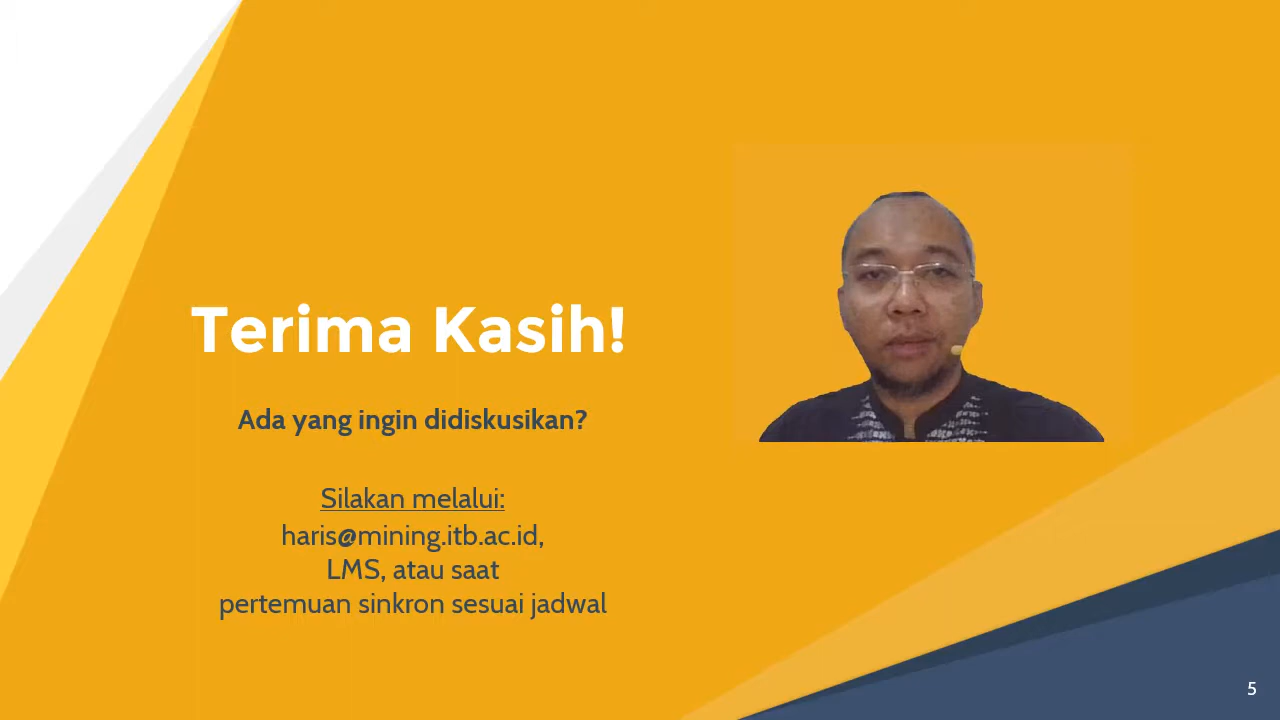 Terima Kasih!
Ada yang ingin didiskusikan?
Silakan melalui:
haris@mining.itb.ac.id,
LMS, atau saat
pertemuan sinkron sesuai jadwal
5